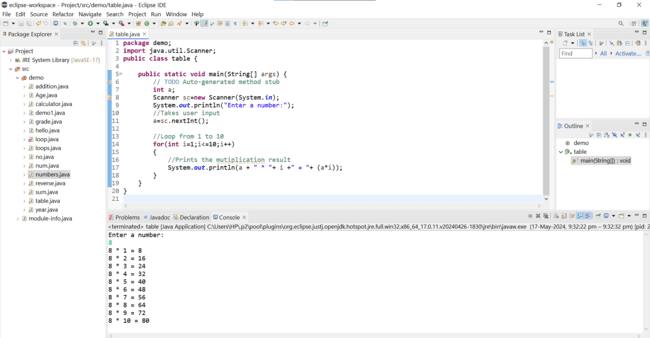 eclipse-workspace - Project/src/demo/table.java - Eclipse IDE
File Edit Source Refactor Navigate Search Project Run Window Help
Package Explorer
Project
JRE System Library [JavaSE-17]
src
demo
addition.java
Age.java
calculator.java
demo1.java
grade.java
hello.java
loop.java
loops.java
no.java
num.java
numbers.java
reverse.java
sum.java
table.java
year.java
module-info.java
table.java
1 package demo;
2 import java.util.Scanner;
3 public class table {
4
5 public static void main(String[] args) {
6 // TODO Auto-generated method stub
7 int a;
8 Scanner sc=new Scanner(System.in);
9 System.out.println("Enter a number:");
10 //Takes user input
11 a=sc.nextInt();
12
13 //Loop from 1 to 10
14 for(int i=1;i<=10;i++)
15 {
16 //Prints the mutiplication result
17 System.out.println(a + " * "+ i +" = "+ (a*i));
18 }
19 }
20 }
21
Task List
Find
All
Activate...
Outline
demo
table
main(String[]) : void
Problems Javadoc Declaration Console
<terminated> table [Java Application] C:\Users\HP\.p2\pool\plugins\org.eclipse.justj.openjdk.hotspot.jre.full.win32.x86_64_17.0.11.v20240426-1830\jre\bin\javaw.exe (17-May-2024, 9:32:22 pm – 9:32:32 pm) [pid: 2
Enter a number:
8
8 * 1 = 8
8 * 2 = 16
8 * 3 = 24
8 * 4 = 32
8 * 5 = 40
8 * 6 = 48
8 * 7 = 56
8 * 8 = 64
8 * 9 = 72
8 * 10 = 80